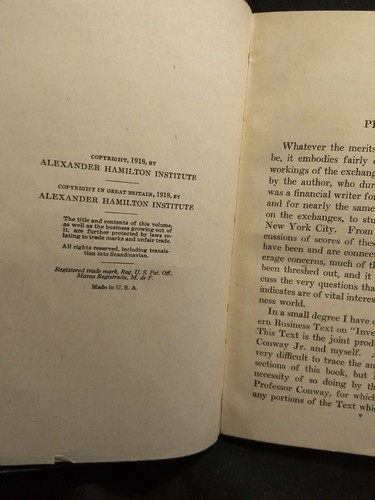 COPYRIGHT, 1918, BY
ALEXANDER HAMILTON INSTITUTE
COPYRIGHT IN GREAT BRITAIN, 1918, BY
ALEXANDER HAMILTON INSTITUTE
The title and contents of this volume,
as well as the business growing out of
it, are further protected by laws re-
lating to trade marks and unfair trade.
All rights reserved, including transla-
tion into Scandinavian.
Registered trade mark, Reg. U. S. Pat. Off.,
Marca Registrada, M. de F.
Made in U. S. A.
Whatever the merits
be, it embodies fairly
workings of the exchang
by the author, who dur
was a financial writer for
and for nearly the same
on the exchanges, to stud
New York City. From
cussions of scores of these
have been and are connect
erage concerns, much of th
been threshed out, and it
cuss the very questions tha
indicates are of vital interes
ness world.
In a small degree I have
ern Business Text on "Inve
This Text is the joint produ
Conway Jr. and myself. A
very difficult to trace the au
sections of this book, but I
necessity of so doing by the
Professor Conway, for which
any portions of the Text which
v